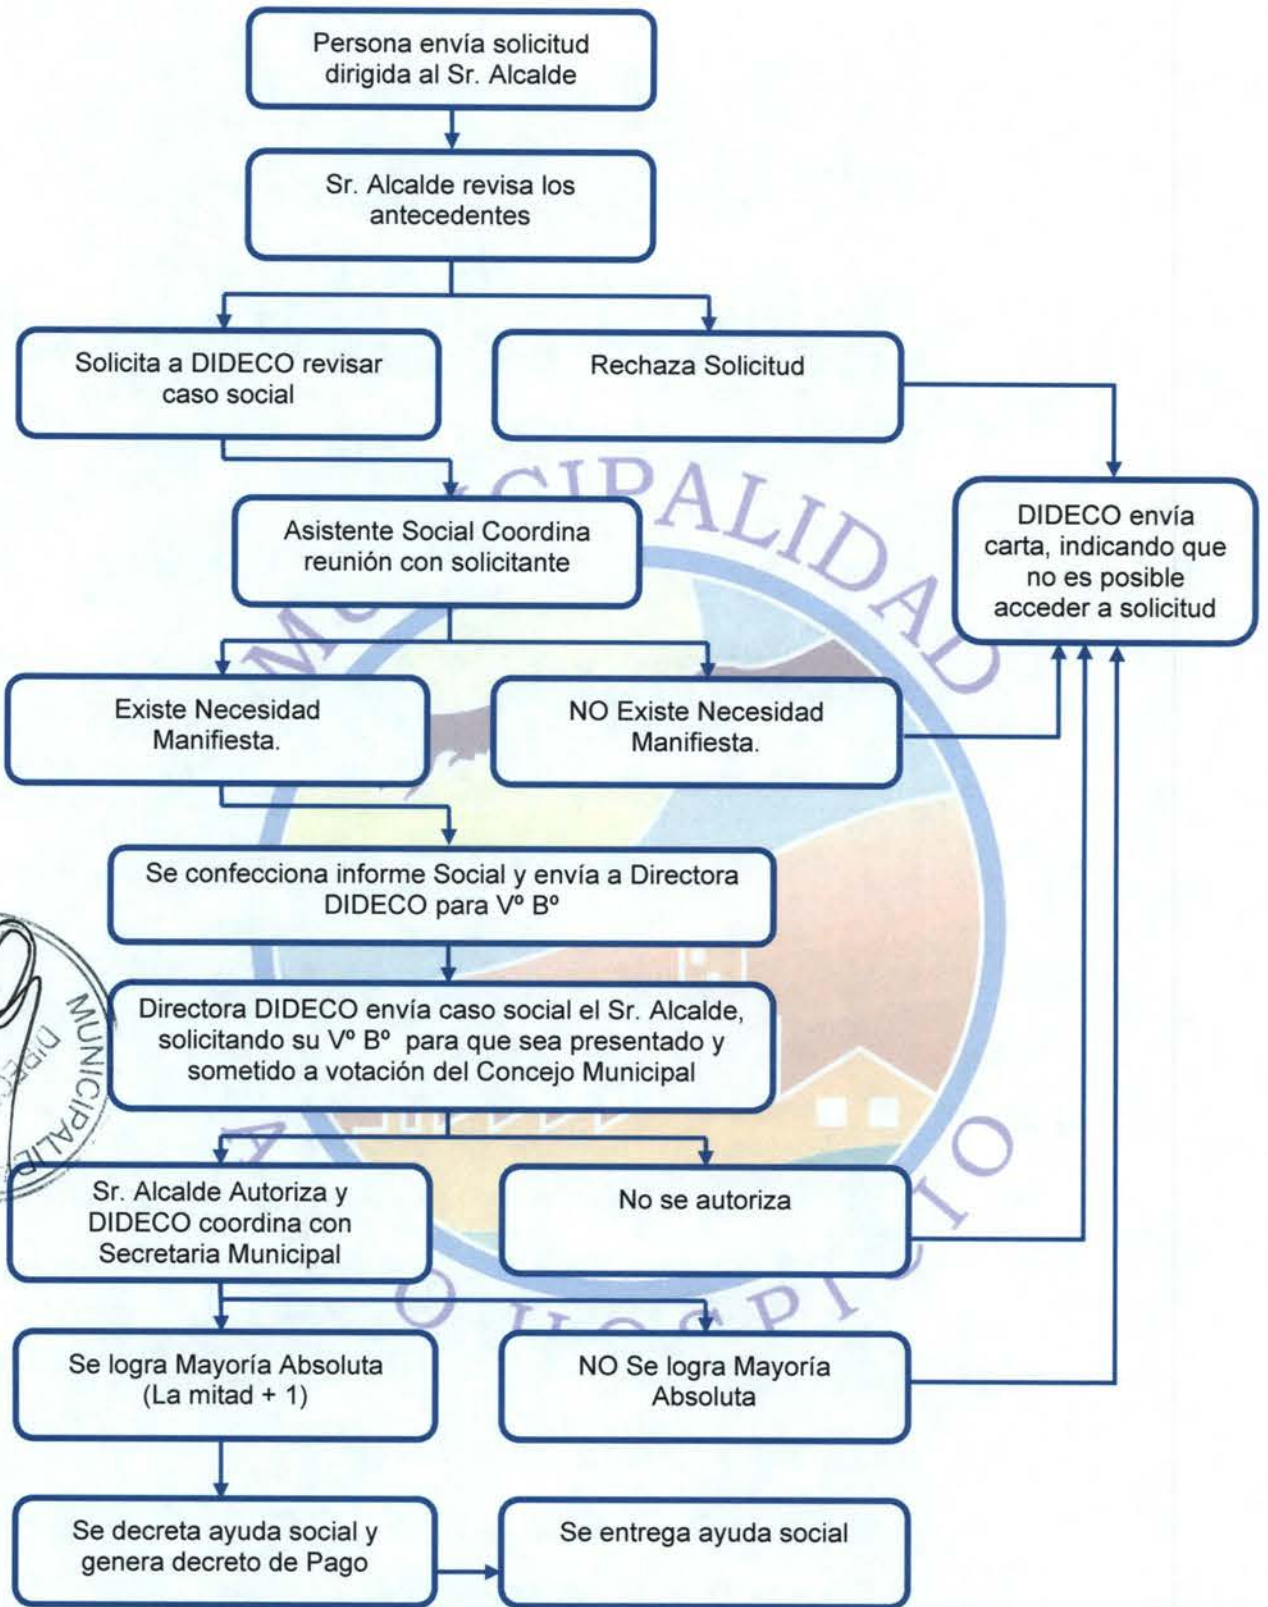 Persona envía solicitud
dirigida al Sr. Alcalde
Sr. Alcalde revisa los
antecedentes
Solicita a DIDECO revisar
caso social
Rechaza Solicitud
Asistente Social Coordina
reunión con solicitante
DIDECO envía
carta, indicando que
no es posible
acceder a solicitud
Existe Necesidad
Manifiesta.
NO Existe Necesidad
Manifiesta.
Se confecciona informe Social y envía a Directora
DIDECO para Vº Bº
Directora DIDECO envía caso social el Sr. Alcalde,
solicitando su Vº Bº para que sea presentado y
sometido a votación del Concejo Municipal
Sr. Alcalde Autoriza y
DIDECO coordina con
Secretaria Municipal
No se autoriza
Se logra Mayoría Absoluta
(La mitad + 1)
NO Se logra Mayoría
Absoluta
Se decreta ayuda social y
genera decreto de Pago
Se entrega ayuda social
MUNICIPALIDAD
HOSPICIO